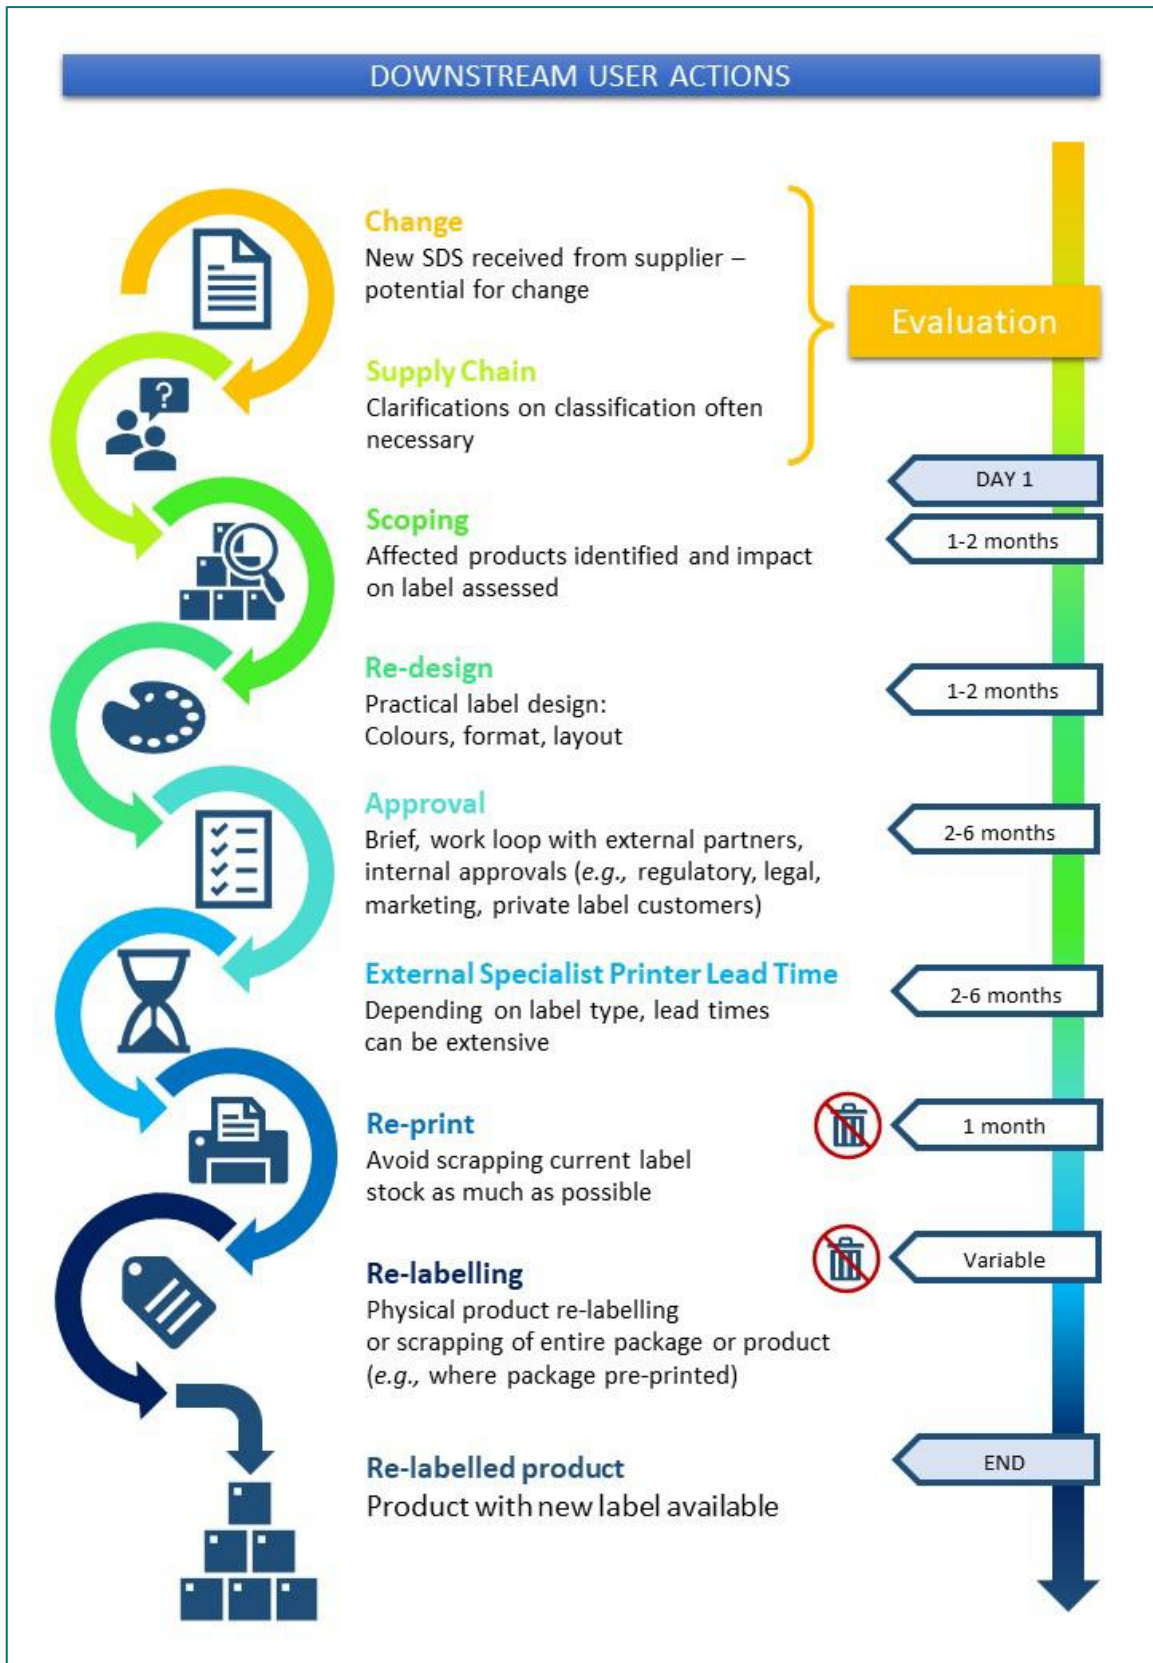 DOWNSTREAM USER ACTIONS
Change
New SDS received from supplier –
potential for change
Evaluation
Supply Chain
Clarifications on classification often
necessary
?
DAY 1
Scoping
Affected products identified and impact
on label assessed
1-2 months
Re-design
Practical label design:
Colours, format, layout
1-2 months
Approval
Brief, work loop with external partners,
internal approvals (e.g., regulatory, legal,
marketing, private label customers)
2-6 months
External Specialist Printer Lead Time
Depending on label type, lead times
can be extensive
2-6 months
Re-print
Avoid scrapping current label
stock as much as possible
1 month
Re-labelling
Physical product re-labelling
or scrapping of entire package or product
(e.g., where package pre-printed)
Variable
Re-labelled product
Product with new label available
END